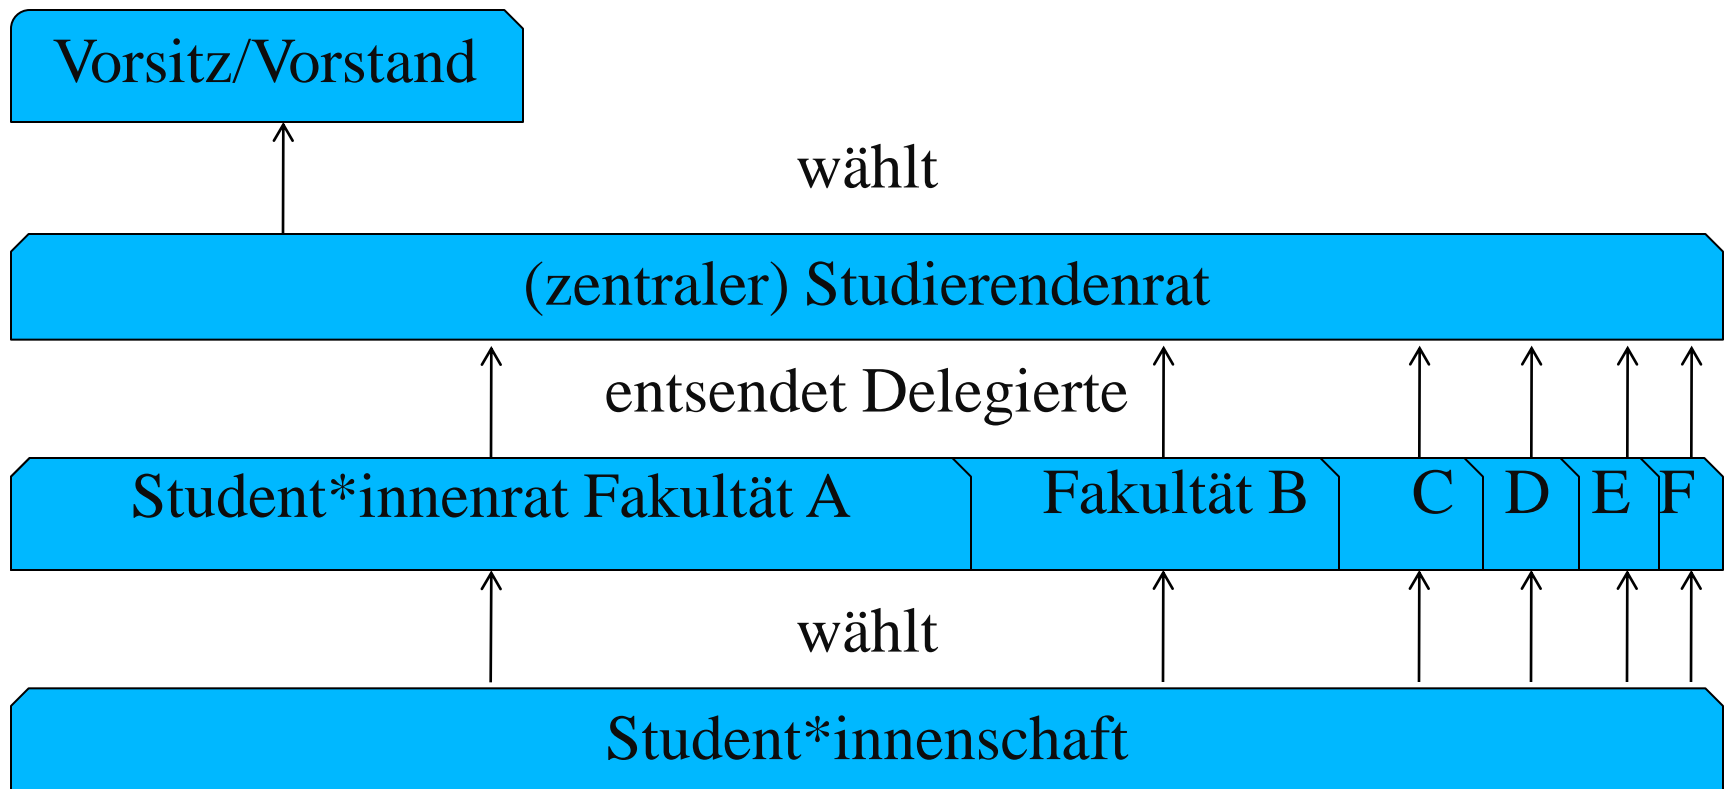 Vorsitz/Vorstand
wählt
(zentraler) Studierendenrat
entsendet Delegierte
Student*innenrat Fakultät A
Fakultät B
C
D
E
F
wählt
Student*innenschaft